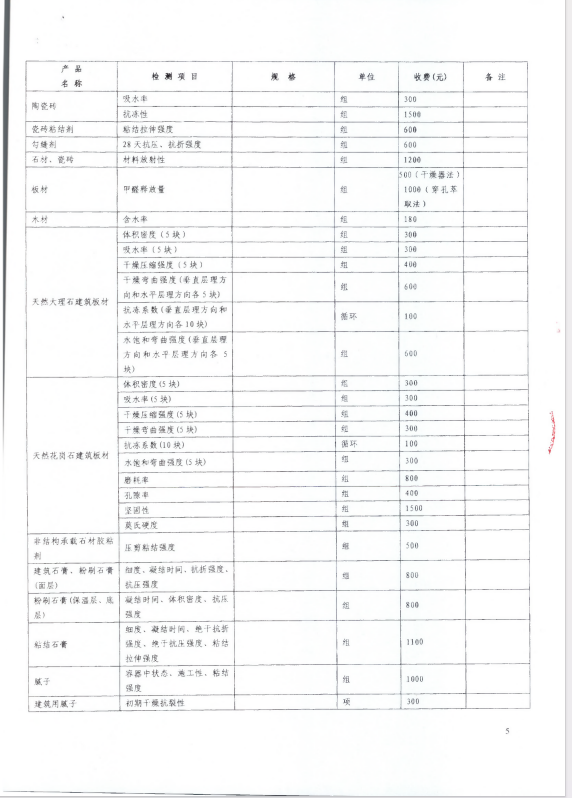 产 品
名 称
检 测 项 目
规 格
单位
收费(元)
备 注
陶瓷砖
吸水率
组
300
抗冻性
组
1500
瓷砖粘结剂
粘结拉伸强度
组
600
勾缝剂
28天抗压、抗折强度
组
600
石材、瓷砖
材料放射性
组
1200
板材
甲醛释放量
组
500(干燥器法)
1000(穿孔萃
取法)
木材
含水率
组
180
天然大理石建筑板材
体积密度(5块)
组
300
吸水率(5块)
组
300
干燥压缩强度(5块)
组
400
干燥弯曲强度(垂直层理方
向和水平层理方向各5块)
组
600
抗冻系数(垂直层理方向和
水平层理方向各10块)
循环
100
水饱和弯曲强度(垂直层理
方向和水平层理方向各5
块)
组
600
天然花岗石建筑板材
体积密度(5块)
组
300
吸水率(5块)
组
300
干燥压缩强度(5块)
组
400
干燥弯曲强度(5块)
组
300
抗冻系数(10块)
循环
100
水饱和弯曲强度(5块)
组
300
磨耗率
组
800
孔隙率
组
400
坚固性
组
1500
莫氏硬度
组
300
非结构承载石材胶粘
剂
压剪粘结强度
组
500
建筑石膏、粉刷石膏
(面层)
细度、凝结时间、抗折强度、
抗压强度
组
800
粉刷石膏(保温层、底
层)
凝结时间、体积密度、抗压
强度
组
800
粘结石膏
细度、凝结时间、绝干抗折
强度、绝干抗压强度、粘结
拉伸强度
组
1100
腻子
容器中状态、施工性、粘结
强度
组
1000
建筑用腻子
初期干燥抗裂性
项
300
5